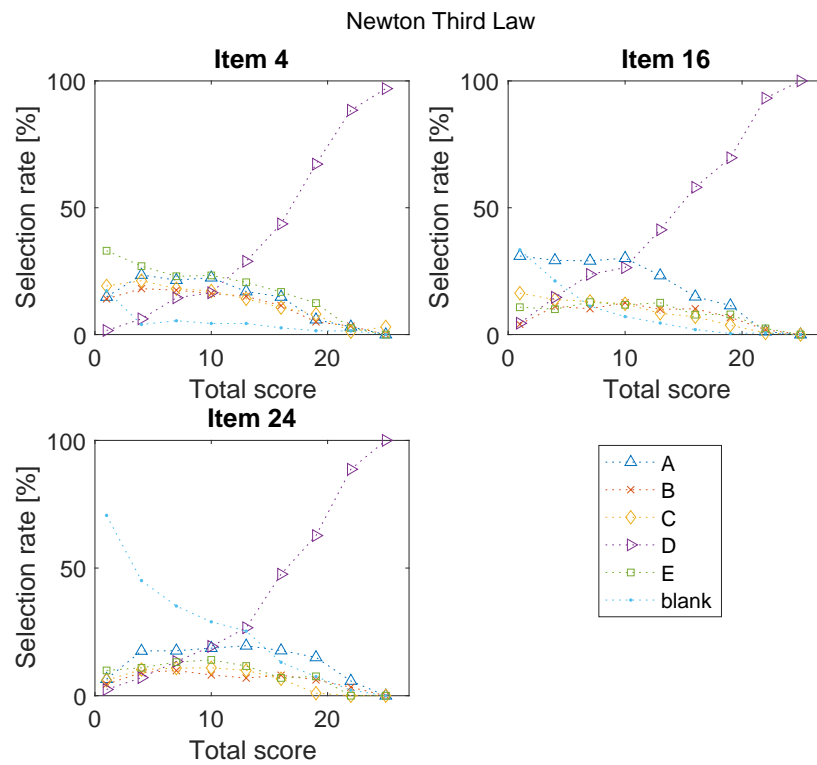 Newton Third Law
Item 4
Item 16
100
50
0
Selection rate [%]
0 10 20
Total score
100
50
0
Selection rate [%]
0 10 20
Total score
Item 24
100
50
0
Selection rate [%]
0 10 20
Total score
A
B
C
D
E
blank